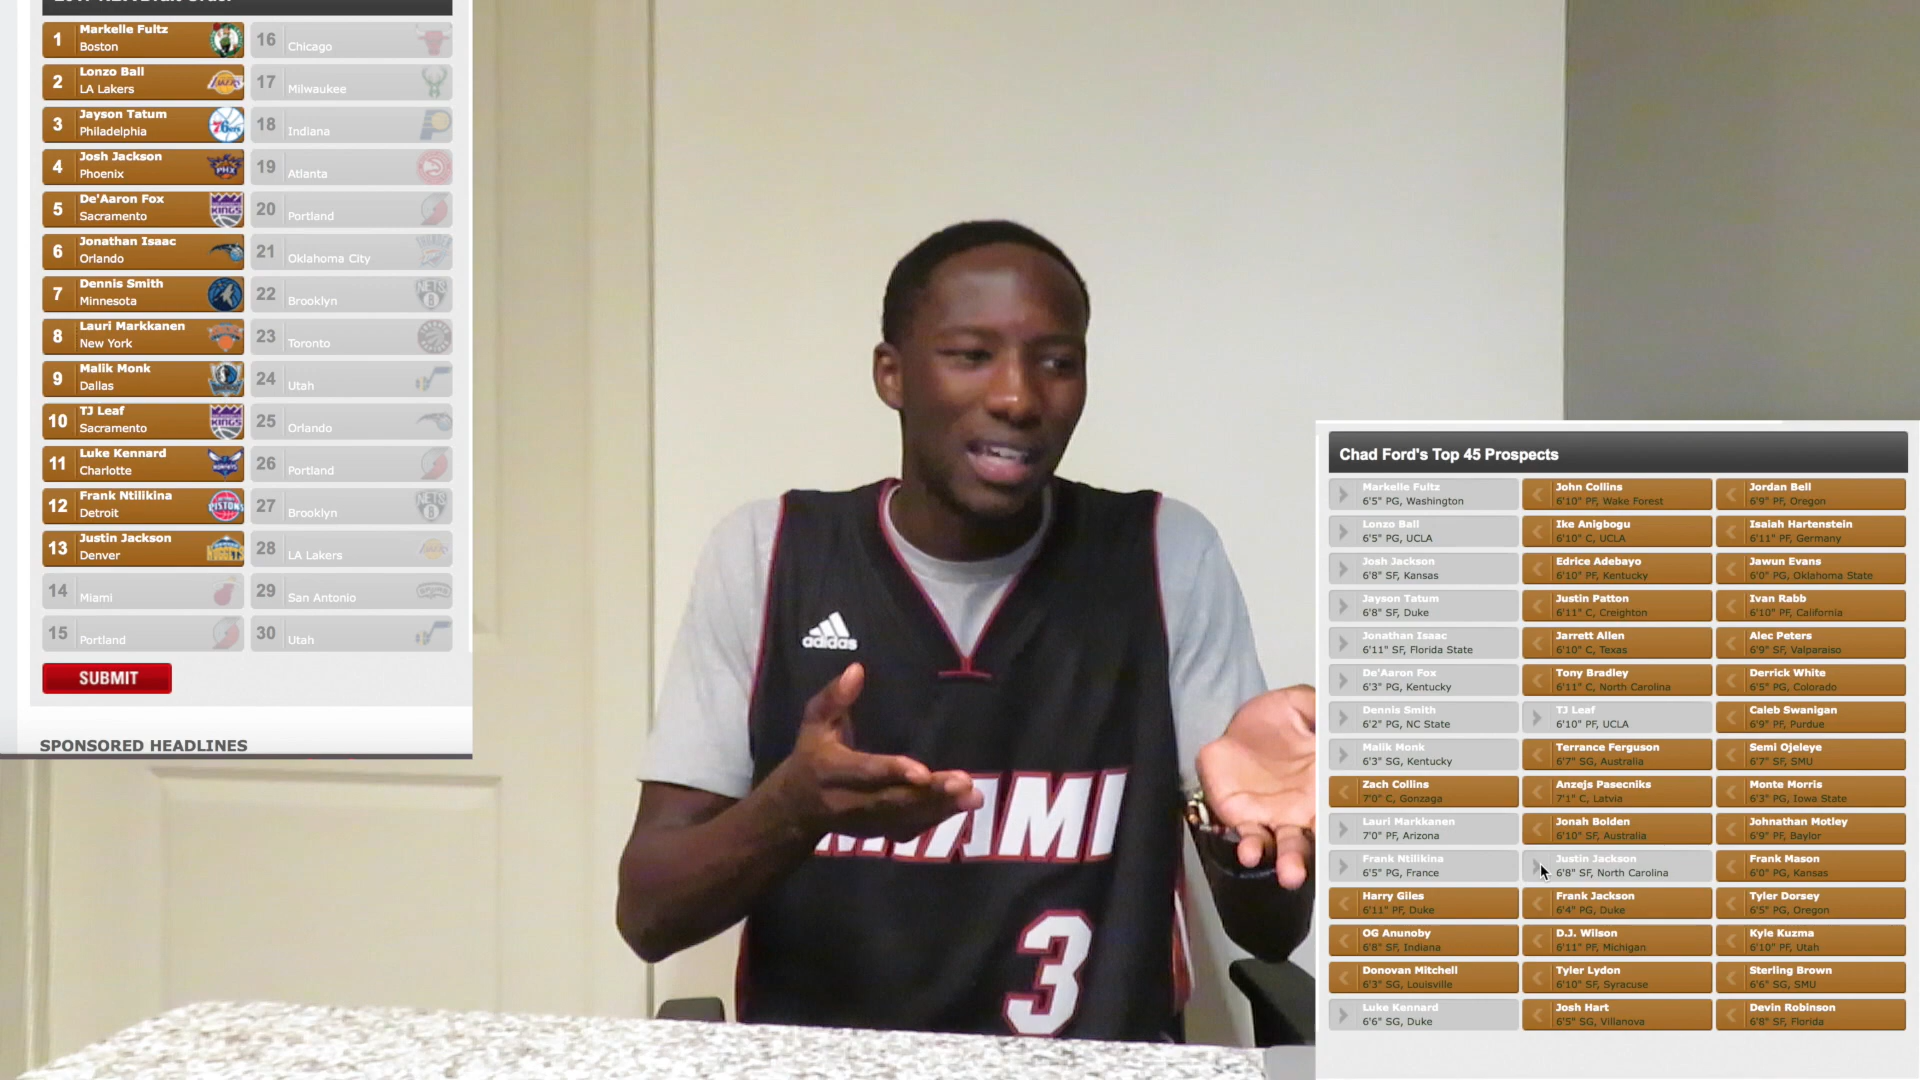 1 Markelle Fultz
Boston
2 Lonzo Ball
LA Lakers
3 Jayson Tatum
Philadelphia
4 Josh Jackson
Phoenix
5 De'Aaron Fox
Sacramento
6 Jonathan Isaac
Orlando
7 Dennis Smith
Minnesota
8 Lauri Markkanen
New York
9 Malik Monk
Dallas
10 TJ Leaf
Sacramento
11 Luke Kennard
Charlotte
12 Frank Ntilikina
Detroit
13 Justin Jackson
Denver
14 Miami
15 Portland
16 Chicago
17 Milwaukee
18 Indiana
19 Atlanta
20 Portland
21 Oklahoma City
22 Brooklyn
23 Toronto
24 Utah
25 Orlando
26 Portland
27 Brooklyn
28 LA Lakers
29 San Antonio
30 Utah
SUBMIT
SPONSORED HEADLINES
adidas
MIAMI
3
Chad Ford's Top 45 Prospects
Markelle Fultz
6'5" PG, Washington
Lonzo Ball
6'5" PG, UCLA
Josh Jackson
6'8" SF, Kansas
Jayson Tatum
6'8" SF, Duke
Jonathan Isaac
6'11" SF, Florida State
De'Aaron Fox
6'3" PG, Kentucky
Dennis Smith
6'2" PG, NC State
Malik Monk
6'3" SG, Kentucky
Zach Collins
7'0" C, Gonzaga
Lauri Markkanen
7'0" PF, Arizona
Frank Ntilikina
6'5" PG, France
Harry Giles
6'11" PF, Duke
OG Anunoby
6'8" SF, Indiana
Donovan Mitchell
6'3" SG, Louisville
Luke Kennard
6'6" SG, Duke
John Collins
6'10" PF, Wake Forest
Ike Anigbogu
6'10" C, UCLA
Edrice Adebayo
6'10" PF, Kentucky
Justin Patton
6'11" C, Creighton
Jarrett Allen
6'10" C, Texas
Tony Bradley
6'11" C, North Carolina
TJ Leaf
6'10" PF, UCLA
Terrance Ferguson
6'7" SG, Australia
Anzejs Pasecniks
7'1" C, Latvia
Jonah Bolden
6'10" SF, Australia
Justin Jackson
6'8" SF, North Carolina
Frank Jackson
6'4" PG, Duke
D.J. Wilson
6'11" PF, Michigan
Tyler Lydon
6'10" SF, Syracuse
Josh Hart
6'5" SG, Villanova
Jordan Bell
6'9" PF, Oregon
Isaiah Hartenstein
6'11" PF, Germany
Jawun Evans
6'0" PG, Oklahoma State
Ivan Rabb
6'10" PF, California
Alec Peters
6'9" SF, Valparaiso
Derrick White
6'5" PG, Colorado
Caleb Swanigan
6'9" PF, Purdue
Semi Ojeleye
6'7" SF, SMU
Monte Morris
6'3" PG, Iowa State
Johnathan Motley
6'9" PF, Baylor
Frank Mason
6'0" PG, Kansas
Tyler Dorsey
6'5" PG, Oregon
Kyle Kuzma
6'10" PF, Utah
Sterling Brown
6'6" SG, SMU
Devin Robinson
6'8" SF, Florida